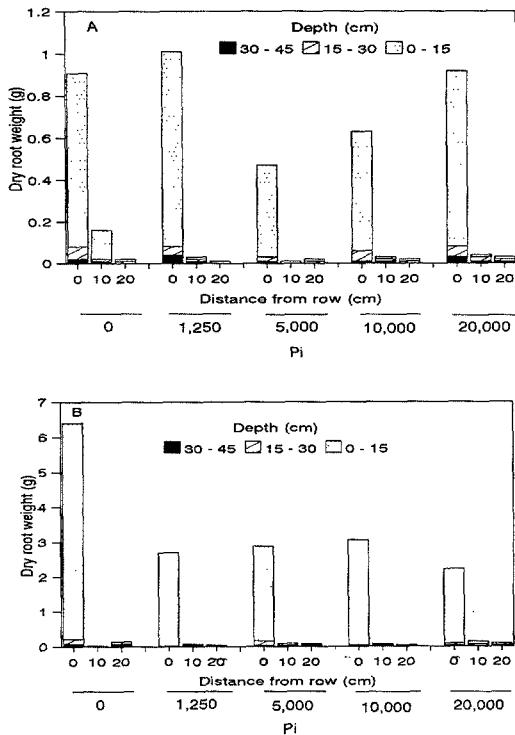 A
Depth (cm)
30 - 45 15 - 30 0 - 15
Dry root weight (g)
1.2
1
0.8
0.6
0.4
0.2
0
0 10 20 0 10 20 0 10 20 0 10 20 0 10 20
Distance from row (cm)
0 1,250 5,000 10,000 20,000
Pi
B
Depth (cm)
30 - 45 15 - 30 0 - 15
Dry root weight (g)
7
6
5
4
3
2
1
0
0 10 20 0 10 20 0 10 20 0 10 20 0 10 20
Distance from row (cm)
0 1,250 5,000 10,000 20,000
Pi